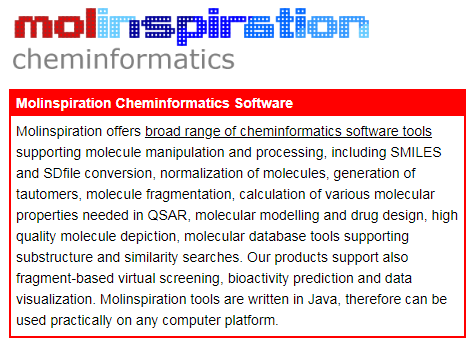 molinspiration
cheminformatics
Molinspiration Cheminformatics Software
Molinspiration offers broad range of cheminformatics software tools
supporting molecule manipulation and processing, including SMILES
and SDfile conversion, normalization of molecules, generation of
tautomers, molecule fragmentation, calculation of various molecular
properties needed in QSAR, molecular modelling and drug design, high
quality molecule depiction, molecular database tools supporting
substructure and similarity searches. Our products support also
fragment-based virtual screening, bioactivity prediction and data
visualization. Molinspiration tools are written in Java, therefore can be
used practically on any computer platform.